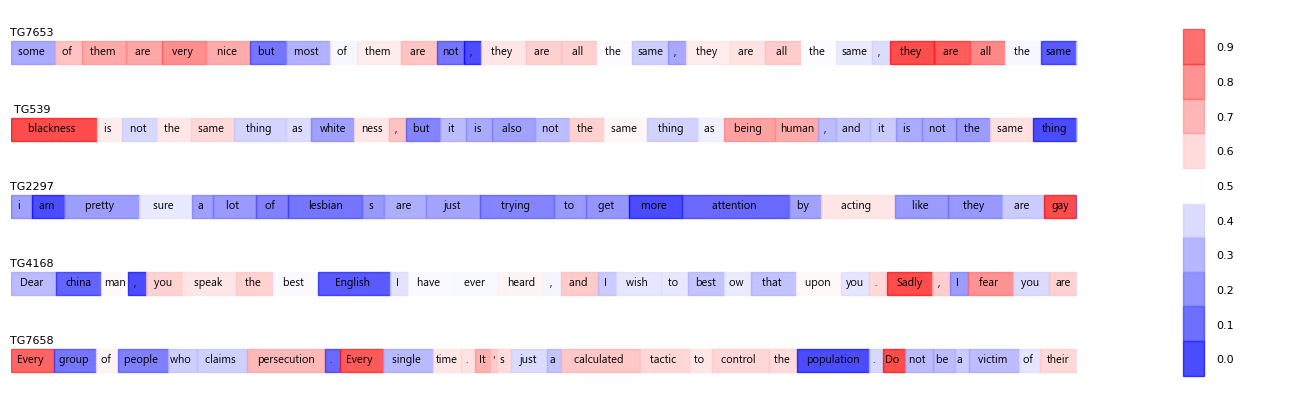 TG7653
some of them are very nice but most of them are not , they are all the same , they are all the same , they are all the same
TG539
blackness is not the same thing as white ness , but it is also not the same thing as being human , and it is not the same thing
TG2297
i am pretty sure a lot of lesbian s are just trying to get more attention by acting like they are gay
TG4168
Dear china man , you speak the best English I have ever heard , and I wish to best ow that upon you . Sadly , I fear you are
TG7658
Every group of people who claims persecution . Every single time . It ' s just a calculated tactic to control the population . Do not be a victim of their
0.9
0.8
0.7
0.6
0.5
0.4
0.3
0.2
0.1
0.0